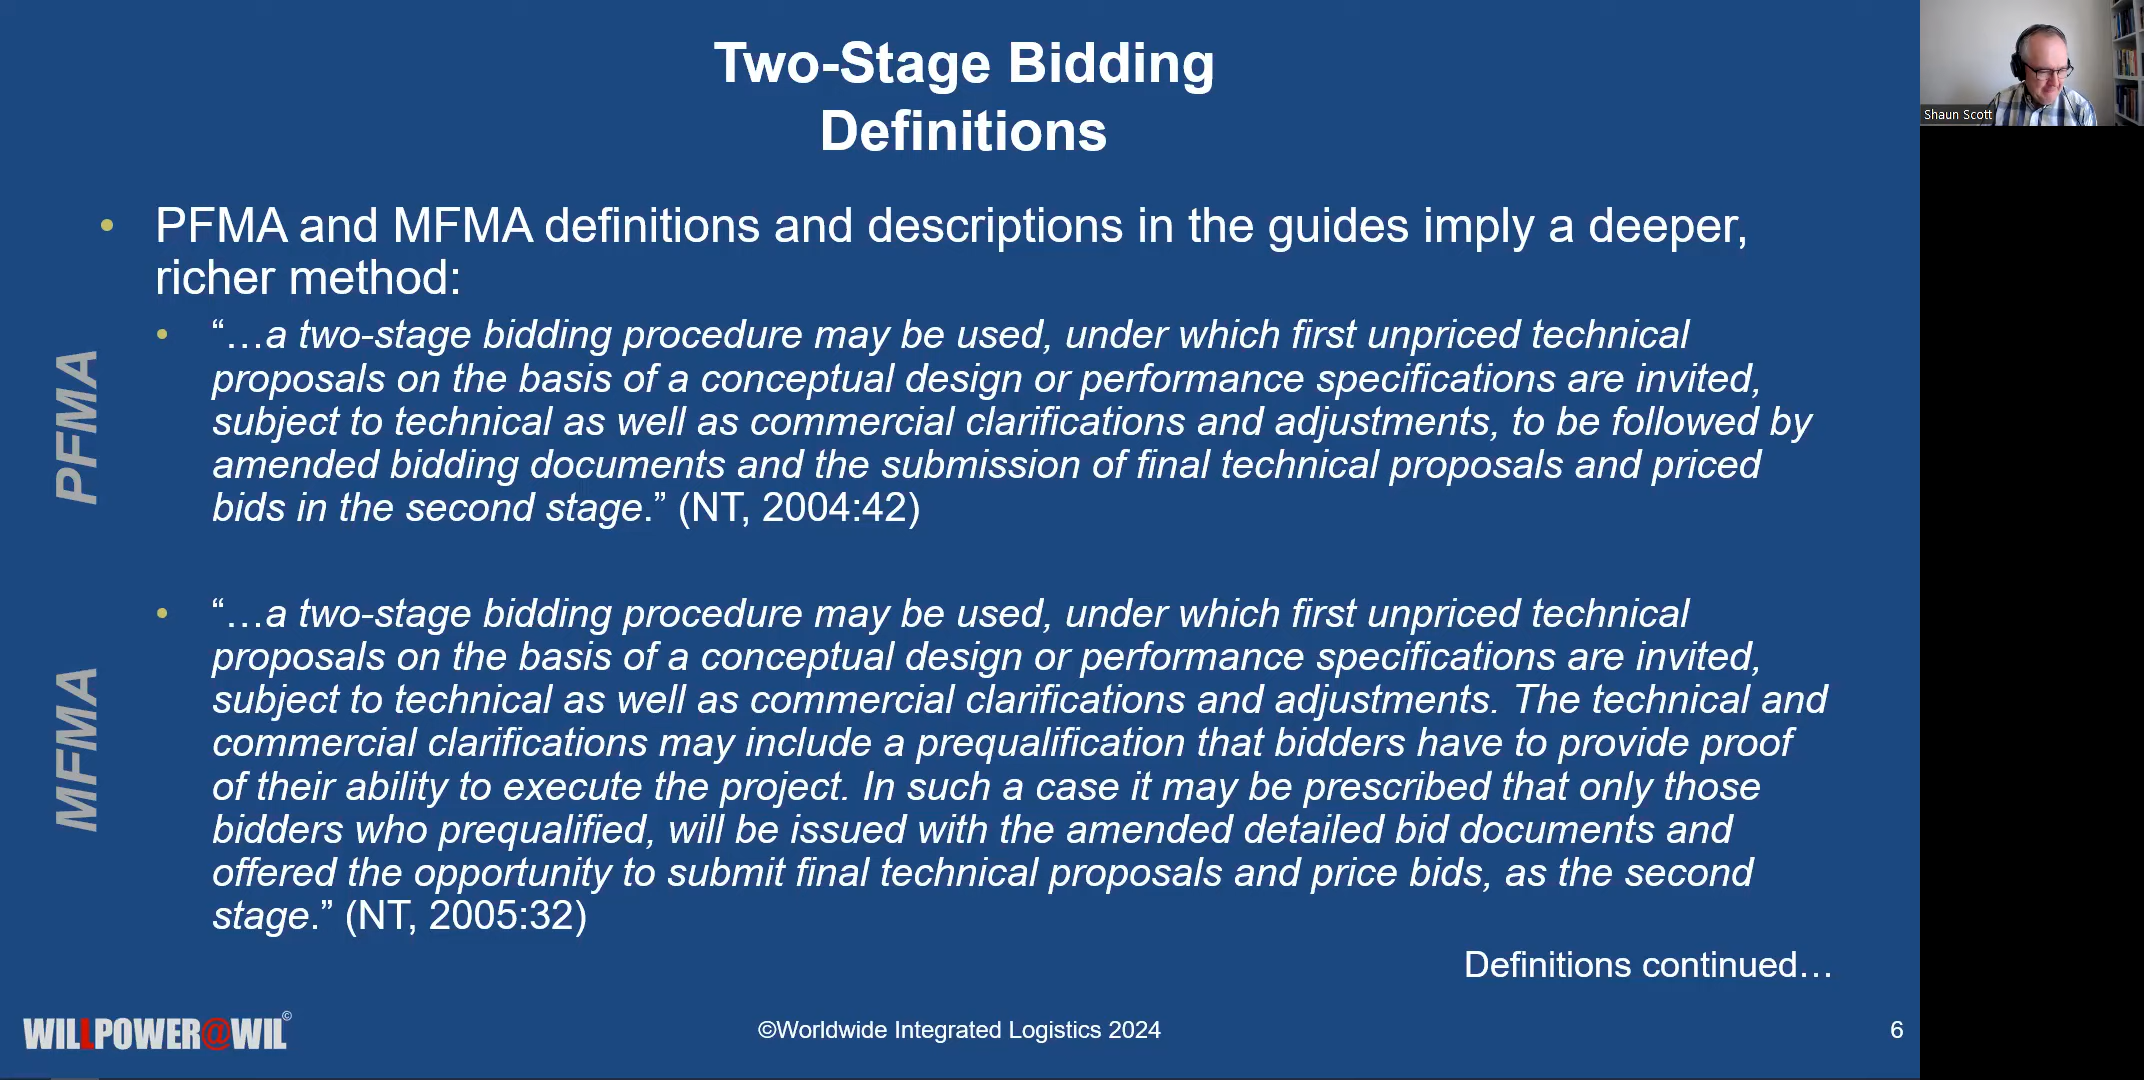 Two-Stage Bidding
Definitions
Shaun Scott
• PFMA and MFMA definitions and descriptions in the guides imply a deeper,
richer method:
PFMA
• “…a two-stage bidding procedure may be used, under which first unpriced technical
proposals on the basis of a conceptual design or performance specifications are invited,
subject to technical as well as commercial clarifications and adjustments, to be followed by
amended bidding documents and the submission of final technical proposals and priced
bids in the second stage.” (NT, 2004:42)
MFMA
• “…a two-stage bidding procedure may be used, under which first unpriced technical
proposals on the basis of a conceptual design or performance specifications are invited,
subject to technical as well as commercial clarifications and adjustments. The technical and
commercial clarifications may include a prequalification that bidders have to provide proof
of their ability to execute the project. In such a case it may be prescribed that only those
bidders who prequalified, will be issued with the amended detailed bid documents and
offered the opportunity to submit final technical proposals and price bids, as the second
stage.” (NT, 2005:32)
Definitions continued…
WILLPOWER@WIL©
©Worldwide Integrated Logistics 2024
6